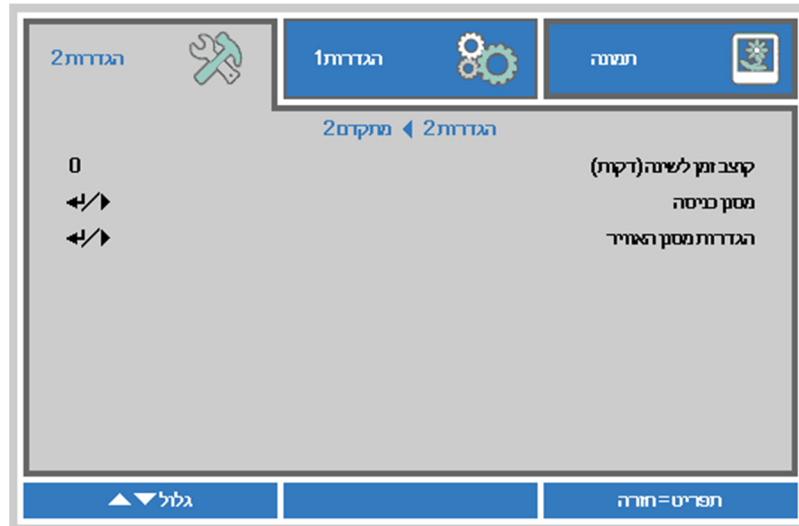 תמונה
הגדרות1
הגדרות2
הגדרות2 ◀ מתקדם2
קוצב זמן לשינה(דקות) 0
מסנן כניסה ↵/▶
הגדרות מסנן האוויר ↵/▶
תפריט=חזרה
גלול▼▲